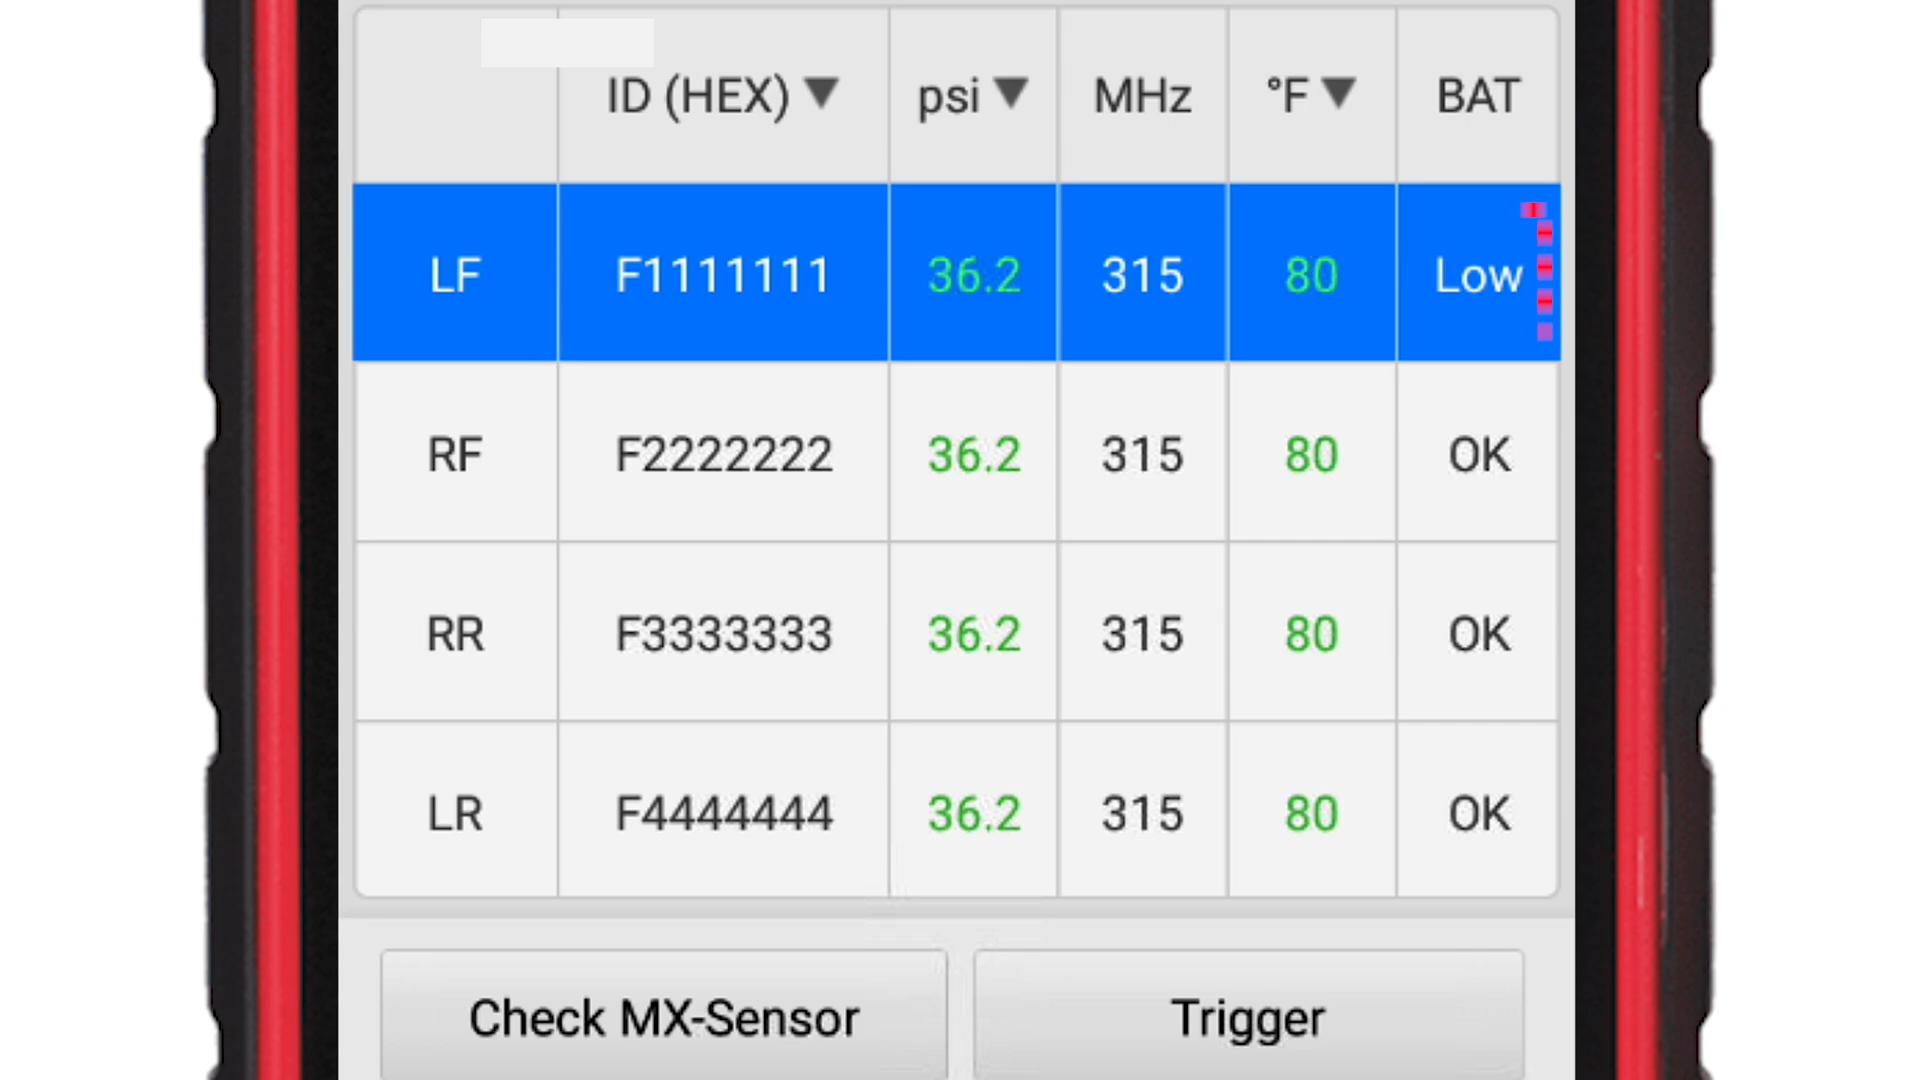 ID (HEX) ▼ psi ▼ MHz °F ▼ BAT
LF F1111111 36.2 315 80 Low
RF F2222222 36.2 315 80 OK
RR F3333333 36.2 315 80 OK
LR F4444444 36.2 315 80 OK
Check MX-Sensor Trigger